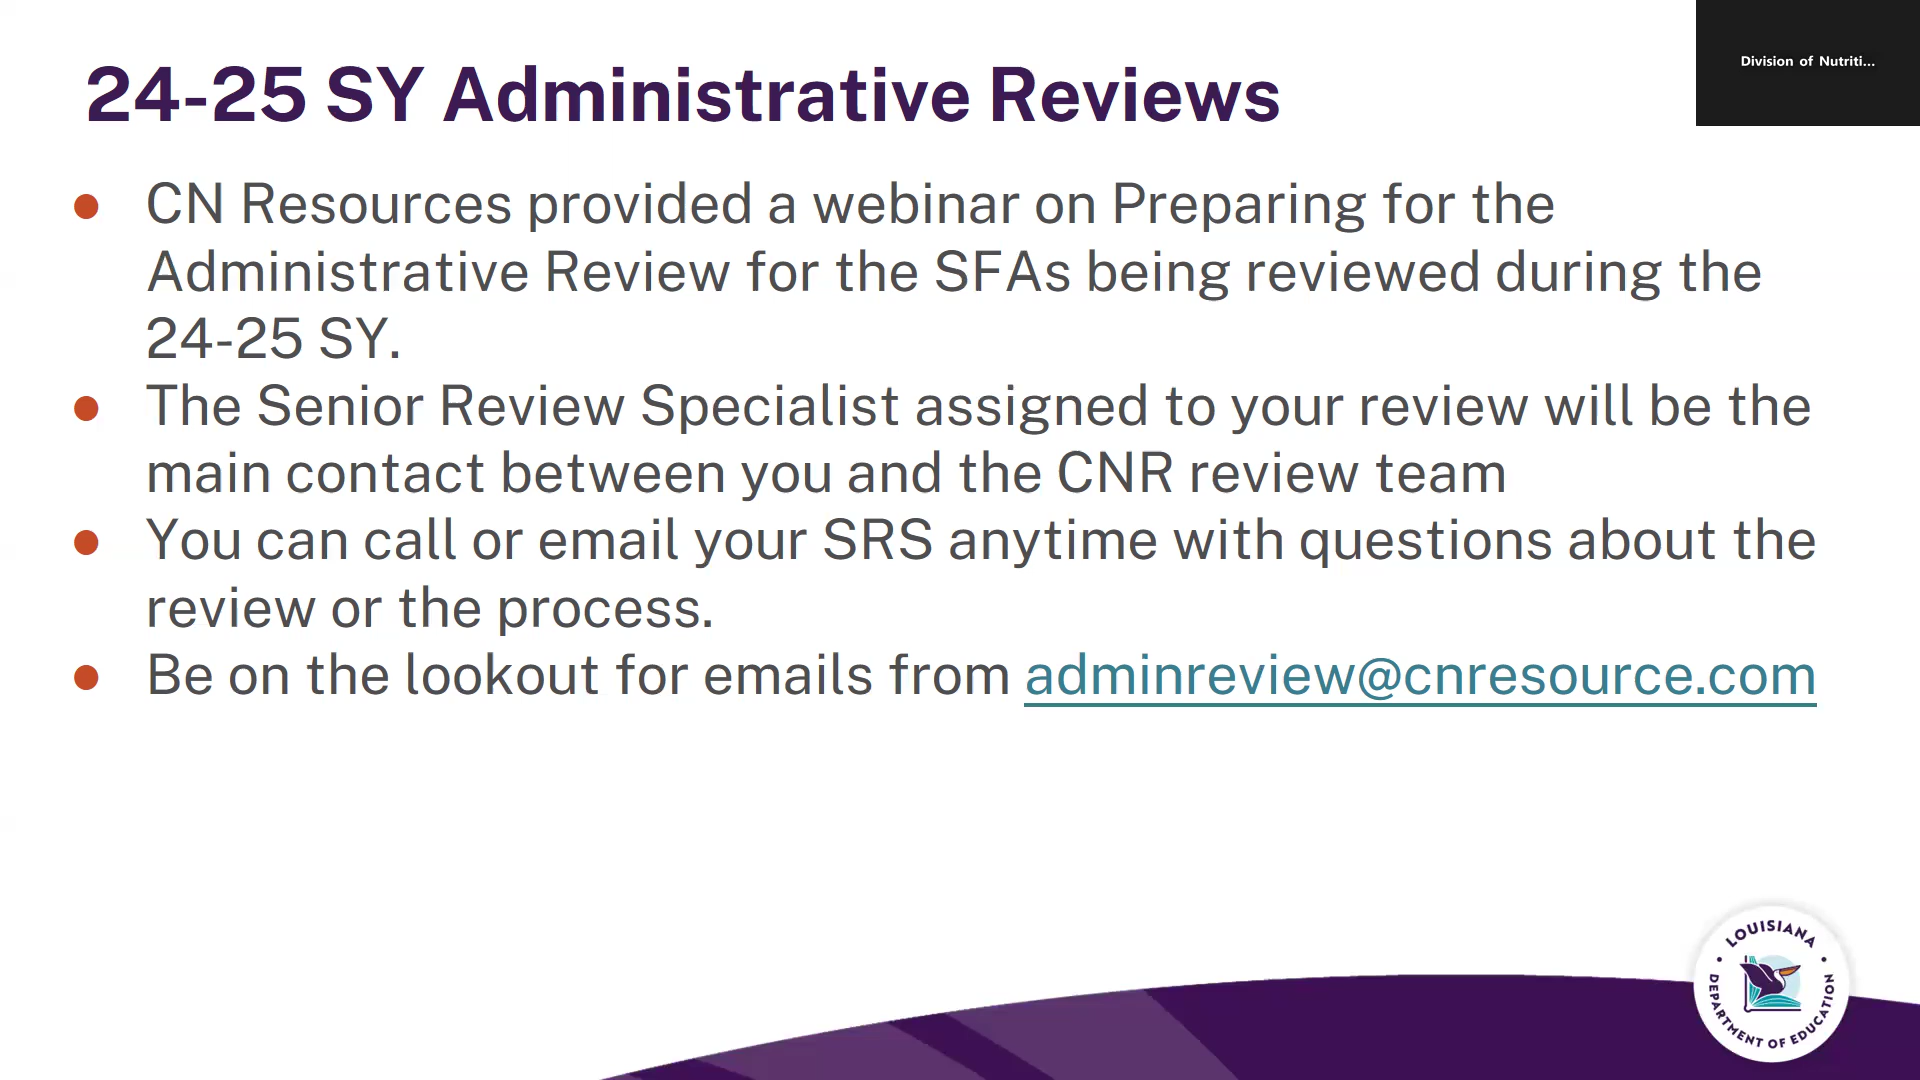 Division of Nutriti...
24-25 SY Administrative Reviews
● CN Resources provided a webinar on Preparing for the
Administrative Review for the SFAs being reviewed during the
24-25 SY.
● The Senior Review Specialist assigned to your review will be the
main contact between you and the CNR review team
● You can call or email your SRS anytime with questions about the
review or the process.
● Be on the lookout for emails from adminreview@cnresource.com
LOUISIANA
DEPARTMENT OF EDUCATION